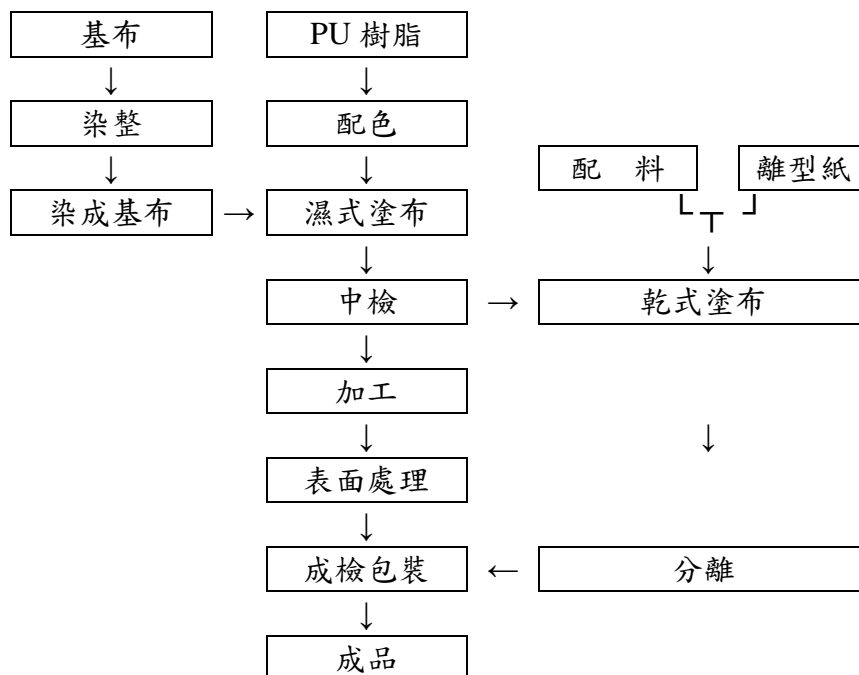 基布
PU 樹脂
染整
配色
配 料
離型紙
染成基布
濕式塗布
中檢
乾式塗布
加工
表面處理
成檢包裝
分離
成品